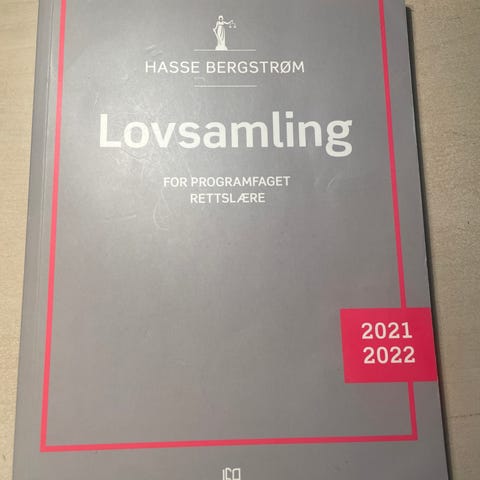 HASSE BERGSTRØM
Lovsamling
FOR PROGRAMFAGET
RETTSLÆRE
2021
2022